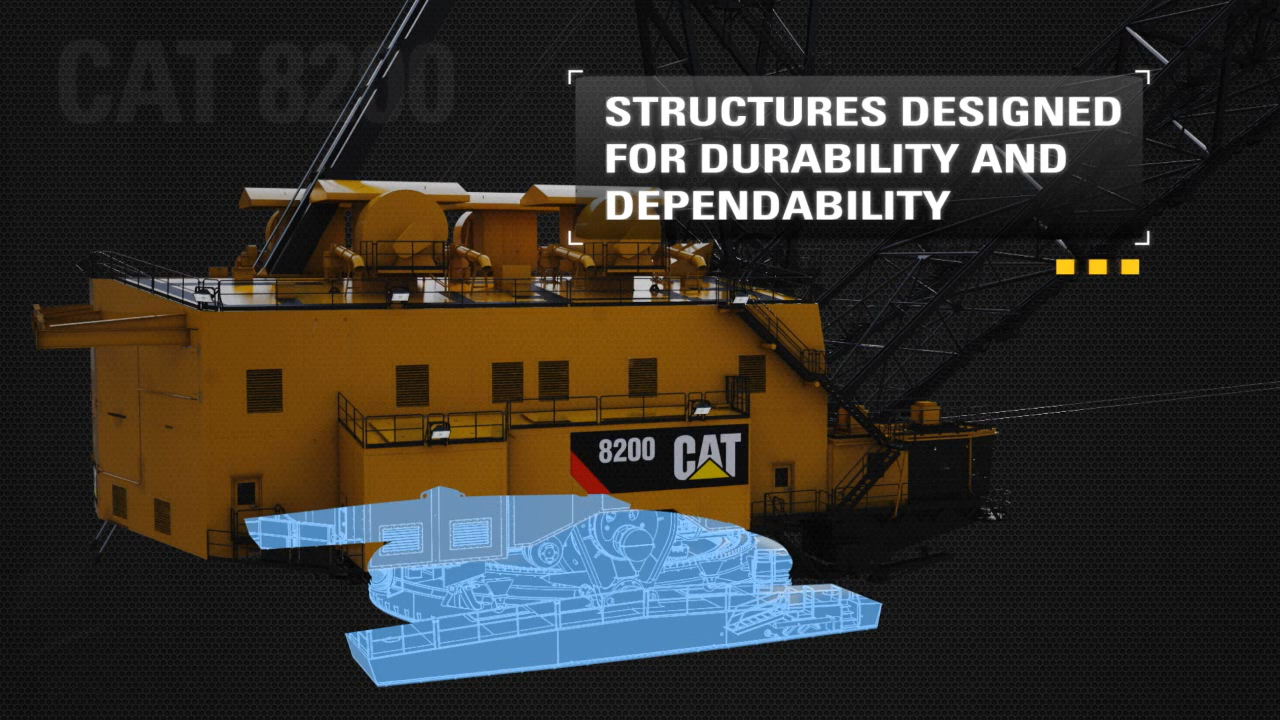 CAT 8200
STRUCTURES DESIGNED
FOR DURABILITY AND
DEPENDABILITY
8200 CAT